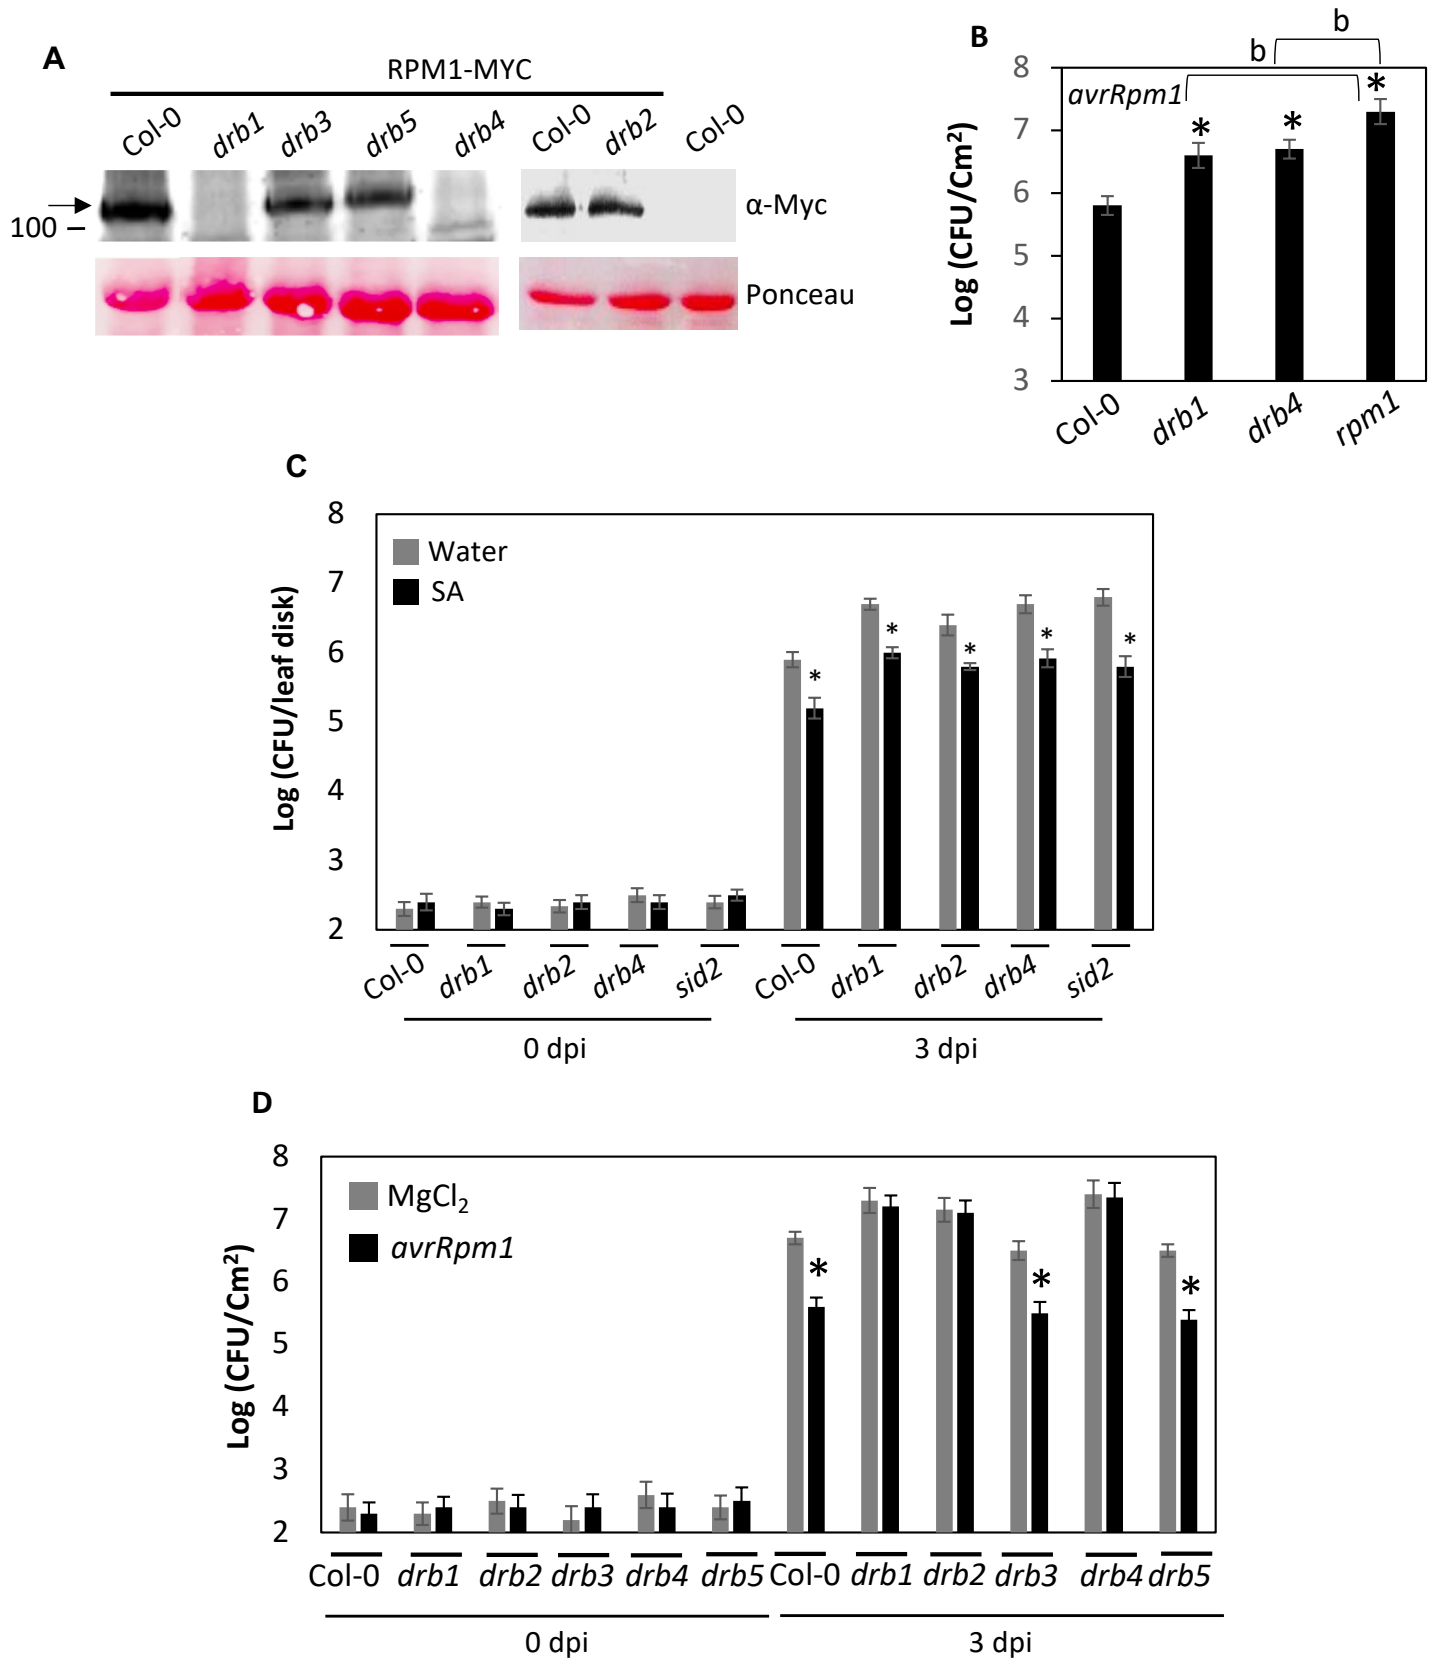 A
RPM1-MYC
Col-0 drb1 drb3 drb5 drb4 Col-0 drb2 Col-0
100
α-Myc
Ponceau
B
b
b
avrRpm1
*
*
*
Log (CFU/Cm²)
8
7
6
5
4
3
Col-0 drb1 drb4 rpm1
C
Log (CFU/leaf disk)
8
7
6
5
4
3
2
Water
SA
* * * * *
Col-0 drb1 drb2 drb4 sid2 Col-0 drb1 drb2 drb4 sid2
0 dpi 3 dpi
D
Log (CFU/Cm²)
8
7
6
5
4
3
2
MgCl₂
avrRpm1
* * *
Col-0 drb1 drb2 drb3 drb4 drb5 Col-0 drb1 drb2 drb3 drb4 drb5
0 dpi 3 dpi